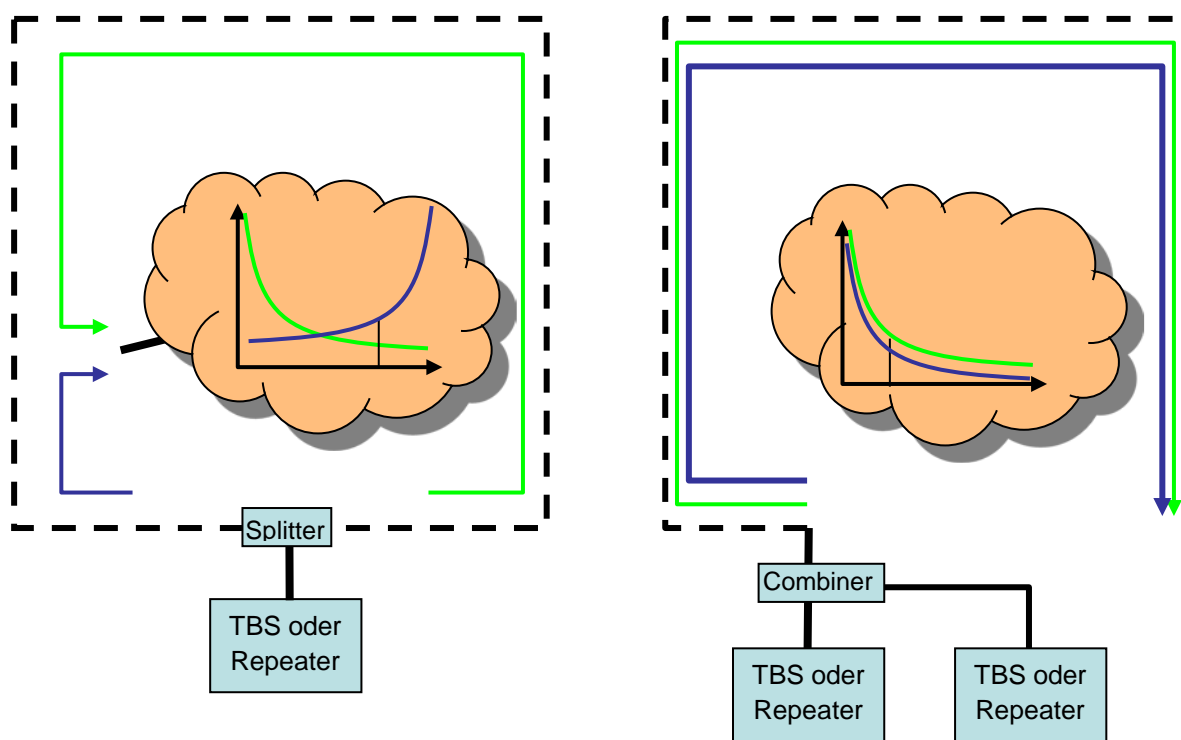 Splitter
TBS oder
Repeater
Combiner
TBS oder
Repeater
TBS oder
Repeater